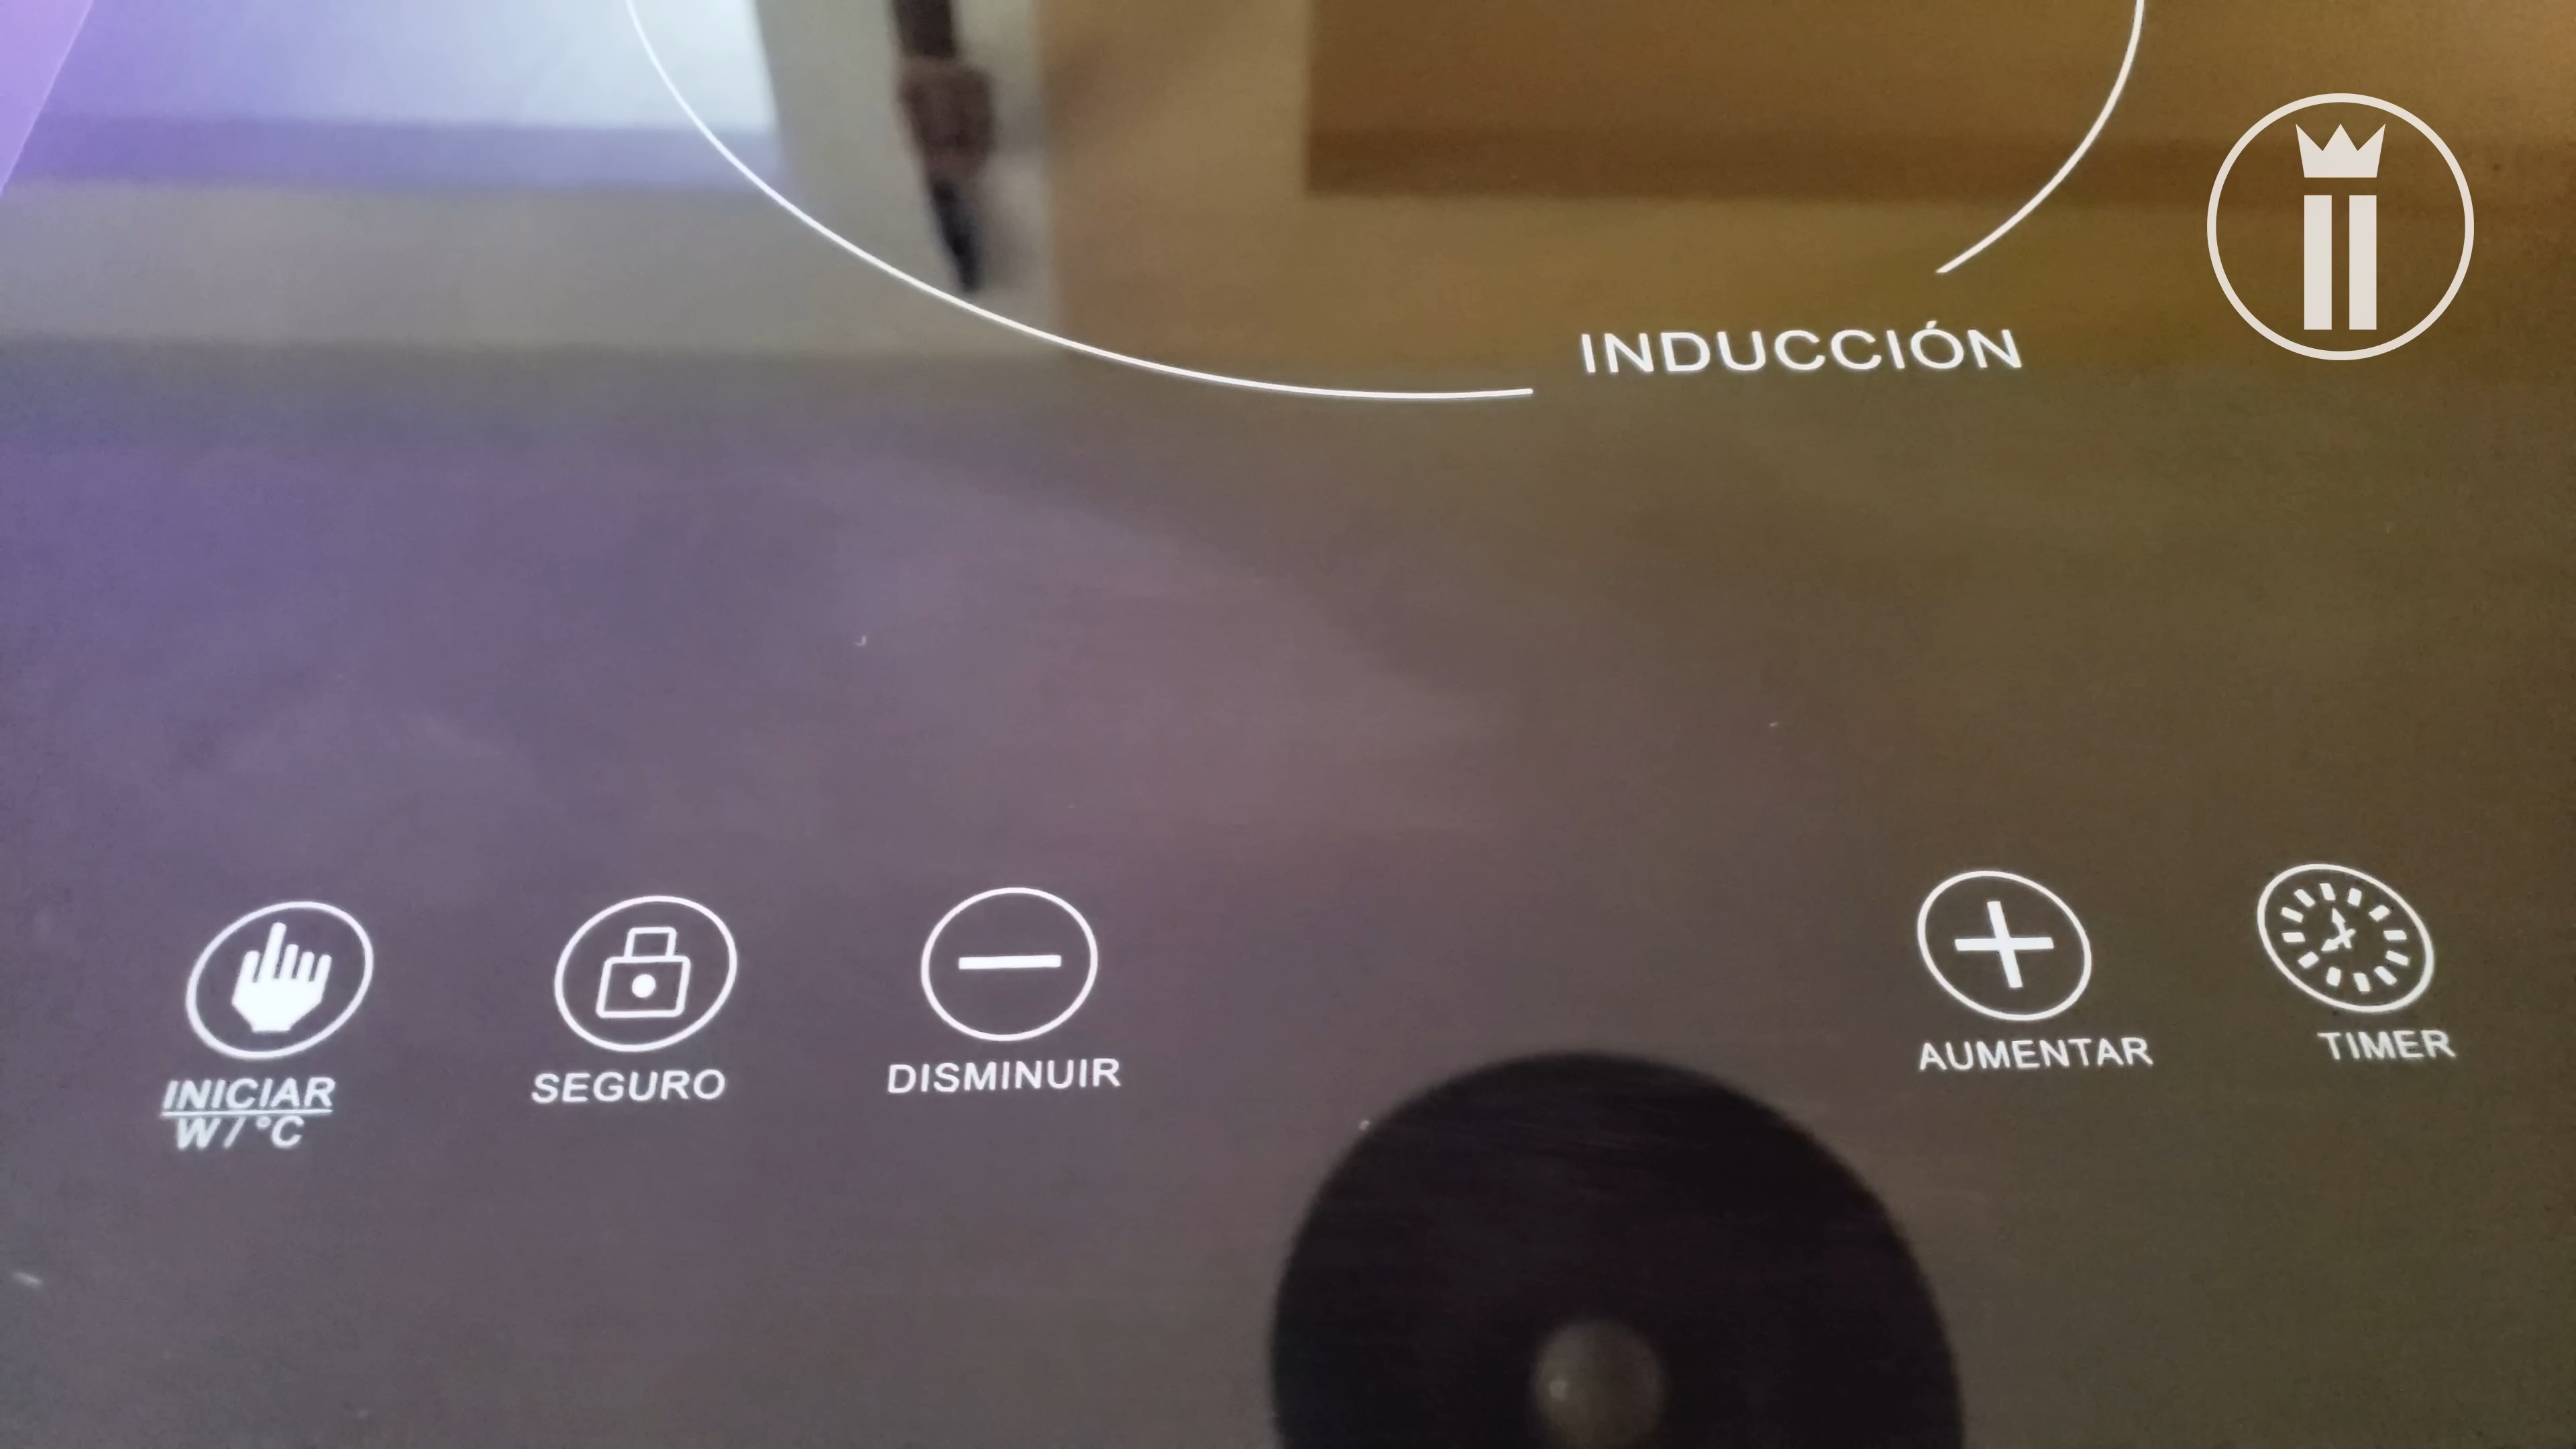 INDUCCIÓN
INICIAR
W/°C
SEGURO
DISMINUIR
AUMENTAR
TIMER